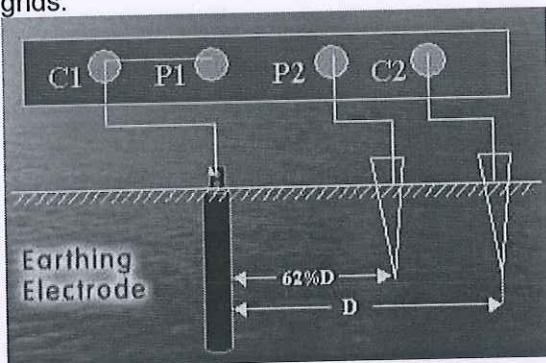 grids.
C1 P1 P2 C2
Earthing
Electrode
62%D
D